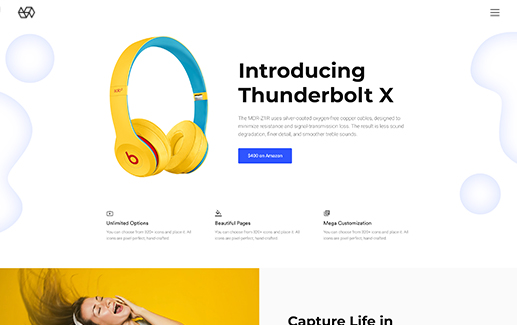 Introducing
Thunderbolt X
The MDR-Z1R uses silver-coated oxygen-free copper cables, designed to
minimize resistance and signal transmission loss. The result is less sound
degradation, finer detail, and smoother treble sounds.
$400 on Amazon
Unlimited Options
You can choose from 320+ icons and place it. All
icons are pixel-perfect, hand-crafted
Beautiful Pages
You can choose from 320+ icons and place it. All
icons are pixel-perfect, hand-crafted
Mega Customization
You can choose from 320+ icons and place it. All
icons are pixel-perfect, hand-crafted
Capture Life in